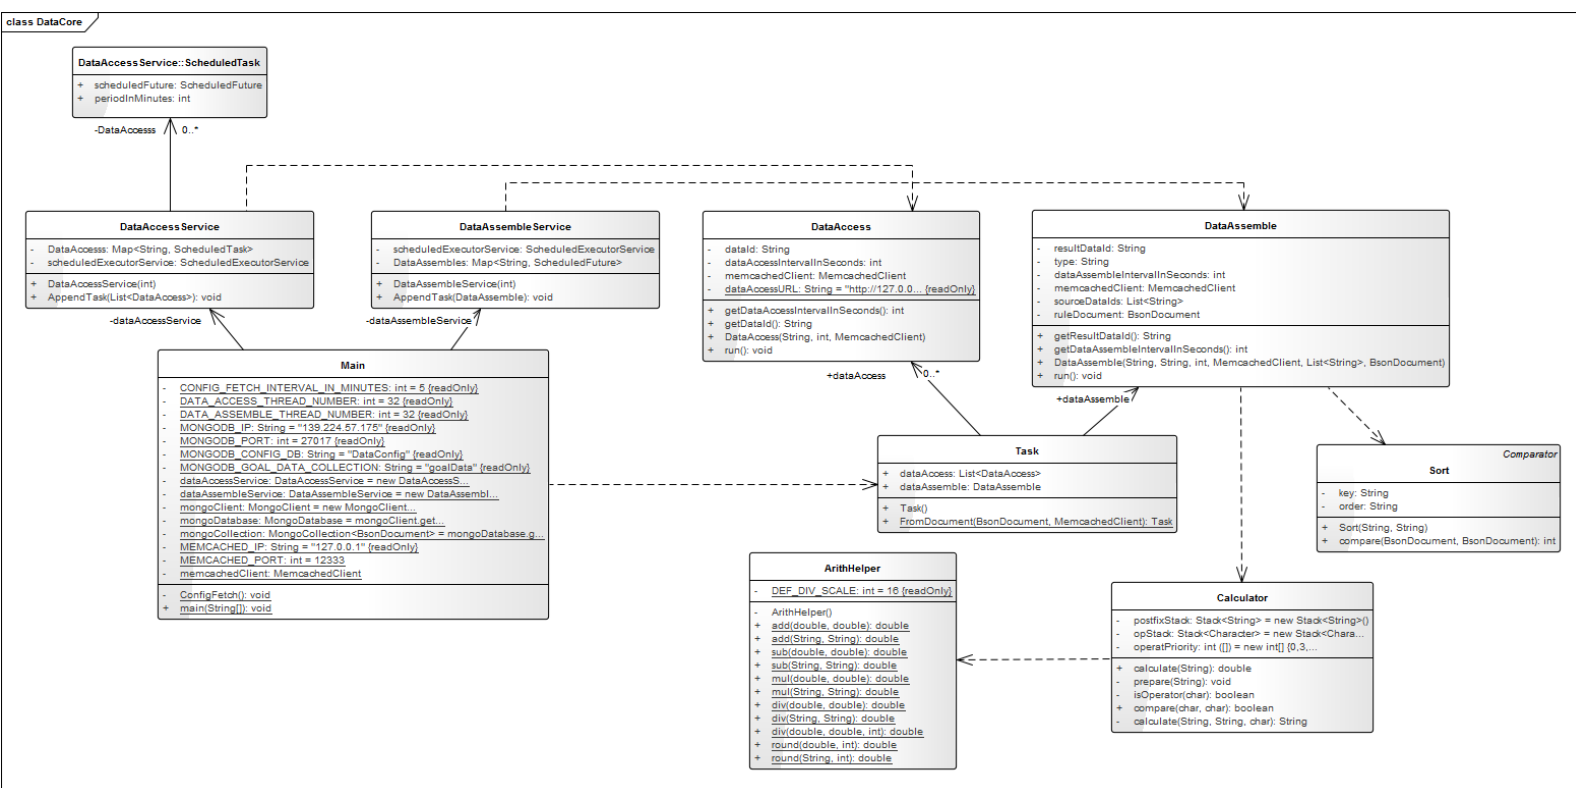 class DataCore
DataAccessService::ScheduledTask
+ scheduledFuture: ScheduledFuture
+ periodInMinutes: int
-DataAccesss
0..*
DataAccessService
- DataAccesss: Map<String, ScheduledTask>
- scheduledExecutorService: ScheduledExecutorService
+ DataAccessService(int)
+ AppendTask(List<DataAccess>): void
DataAssembleService
- scheduledExecutorService: ScheduledExecutorService
- DataAssembles: Map<String, ScheduledFuture>
+ DataAssembleService(int)
+ AppendTask(DataAssemble): void
DataAccess
- dataId: String
- dataAccessIntervalInSeconds: int
- memcachedClient: MemcachedClient
- dataAccessURL: String = "http://127.0.0... {readOnly}
+ getDataAccessIntervalInSeconds(): int
+ getDataId(): String
+ DataAccess(String, int, MemcachedClient)
+ run(): void
DataAssemble
- resultDataId: String
- type: String
- dataAssembleIntervalInSeconds: int
- memcachedClient: MemcachedClient
- sourceDataIds: List<String>
- ruleDocument: BsonDocument
+ getResultDataId(): String
+ getDataAssembleIntervalInSeconds(): int
+ DataAssemble(String, String, int, MemcachedClient, List<String>, BsonDocument)
+ run(): void
-dataAccessService
-dataAssembleService
+dataAccess
0..*
+dataAssemble
Main
- CONFIG_FETCH_INTERVAL_IN_MINUTES: int = 5 {readOnly}
- DATA_ACCESS_THREAD_NUMBER: int = 32 {readOnly}
- DATA_ASSEMBLE_THREAD_NUMBER: int = 32 {readOnly}
- MONGODB_IP: String = "139.224.57.175" {readOnly}
- MONGODB_PORT: int = 27017 {readOnly}
- MONGODB_CONFIG_DB: String = "DataConfig" {readOnly}
- MONGODB_GOAL_DATA_COLLECTION: String = "goalData" {readOnly}
- dataAccessService: DataAccessService = new DataAccessS...
- dataAssembleService: DataAssembleService = new DataAssembl...
- mongoClient: MongoClient = new MongoClient...
- mongoDatabase: MongoDatabase = mongoClient.get...
- mongoCollection: MongoCollection<BsonDocument> = mongoDatabase.g...
- MEMCACHED_IP: String = "127.0.0.1" {readOnly}
- MEMCACHED_PORT: int = 12333
- memcachedClient: MemcachedClient
- ConfigFetch(): void
+ main(String[]): void
Task
+ dataAccess: List<DataAccess>
+ dataAssemble: DataAssemble
+ Task()
+ FromDocument(BsonDocument, MemcachedClient): Task
Comparator
Sort
- key: String
- order: String
+ Sort(String, String)
+ compare(BsonDocument, BsonDocument): int
ArithHelper
- DEF_DIV_SCALE: int = 16 {readOnly}
- ArithHelper()
+ add(double, double): double
+ add(String, String): double
+ sub(double, double): double
+ sub(String, String): double
+ mul(double, double): double
+ mul(String, String): double
+ div(double, double): double
+ div(String, String): double
+ div(double, double, int): double
+ round(double, int): double
+ round(String, int): double
Calculator
- postfixStack: Stack<String> = new Stack<String>()
- opStack: Stack<Character> = new Stack<Chara...
- operatPriority: int ([]) = new int[] {0,3,...
+ calculate(String): double
- prepare(String): void
- isOperator(char): boolean
+ compare(char, char): boolean
- calculate(String, String, char): String